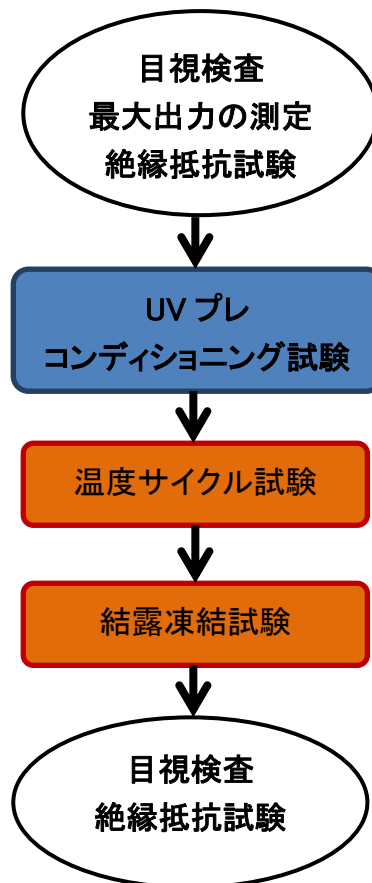 目視検査
最大出力の測定
絶縁抵抗試験
UV プレ
コンディショニング試験
温度サイクル試験
結露凍結試験
目視検査
絶縁抵抗試験